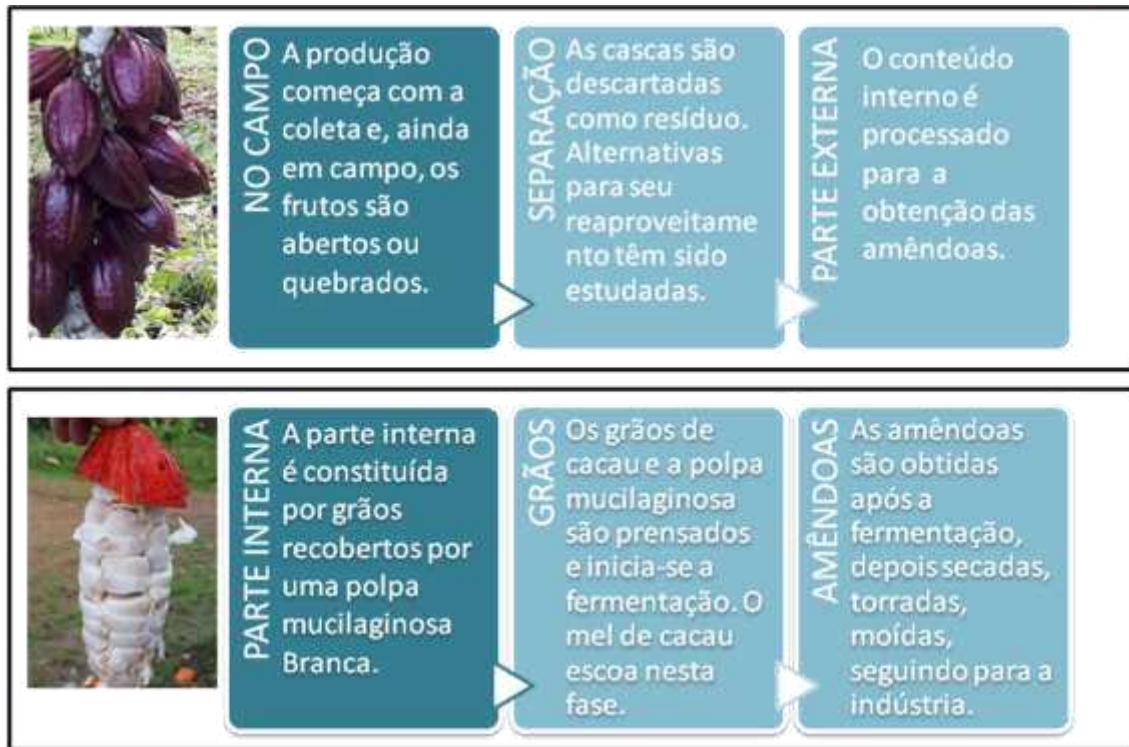 NO CAMPO
A produção
começa com a
coleta e, ainda
em campo, os
frutos são
abertos ou
quebrados.
SEPARAÇÃO
As cascas são
descartadas
como resíduo.
Alternativas
para seu
reaproveitame
nto têm sido
estudadas.
PARTE EXTERNA
O conteúdo
interno é
processado
para a
obtenção das
amêndoas.
PARTE INTERNA
A parte interna
é constituída
por grãos
recobertos por
uma polpa
mucilaginosa
Branca.
GRÃOS
Os grãos de
cacau e a polpa
mucilaginosa
são prensados
e inicia-se a
fermentação. O
mel de cacau
escoa nesta
fase.
AMÊNDOAS
As amêndoas
são obtidas
após a
fermentação,
depois secadas,
torradas,
moídas,
seguindo para a
indústria.